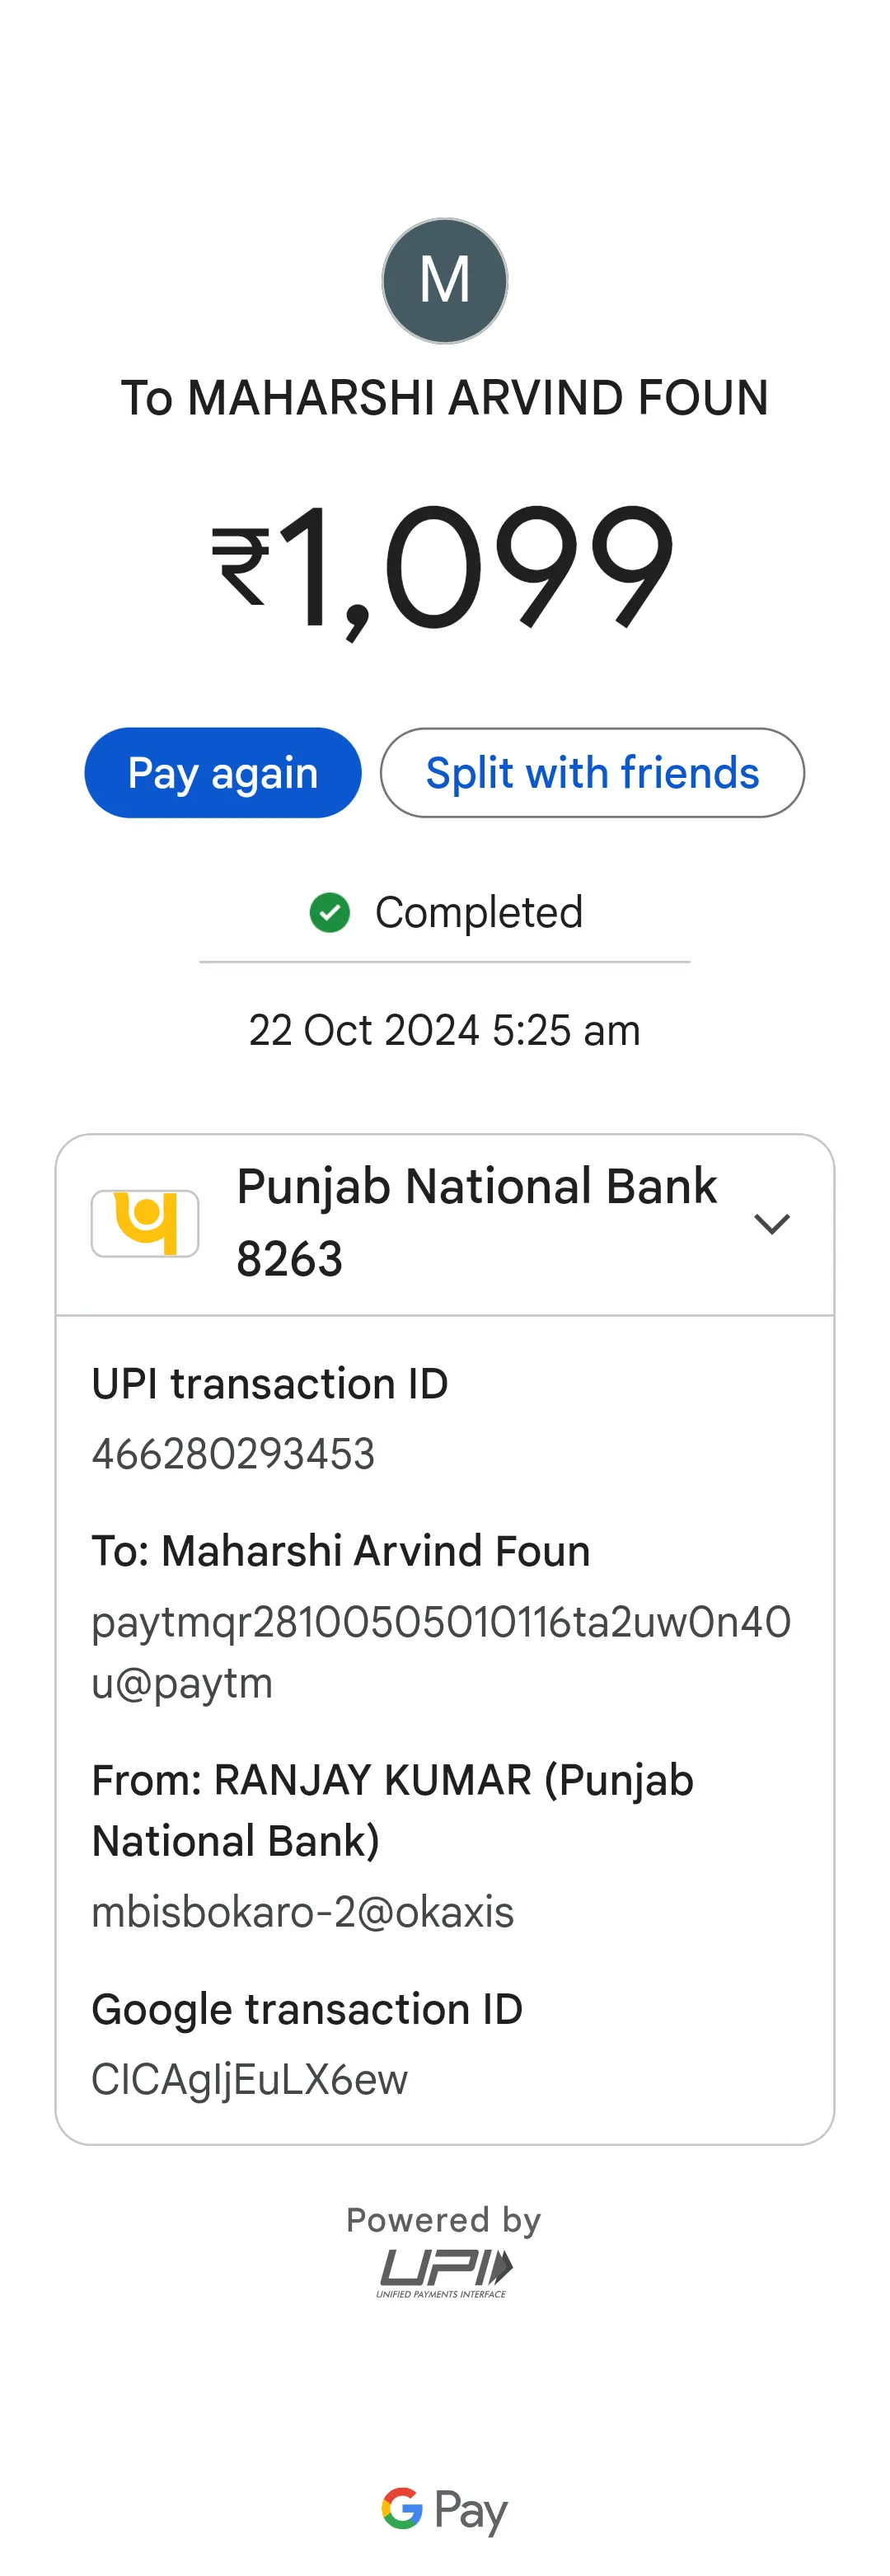 M
To MAHARSHI ARVIND FOUN
₹1,099
Pay again
Split with friends
Completed
22 Oct 2024 5:25 am
Punjab National Bank
8263
UPI transaction ID
466280293453
To: Maharshi Arvind Foun
paytmqr28100505010116ta2uw0n40
u@paytm
From: RANJAY KUMAR (Punjab
National Bank)
mbisbokaro-2@okaxis
Google transaction ID
CICAgIjEuLX6ew
Powered by
UPI
UNIFIED PAYMENTS INTERFACE
G Pay